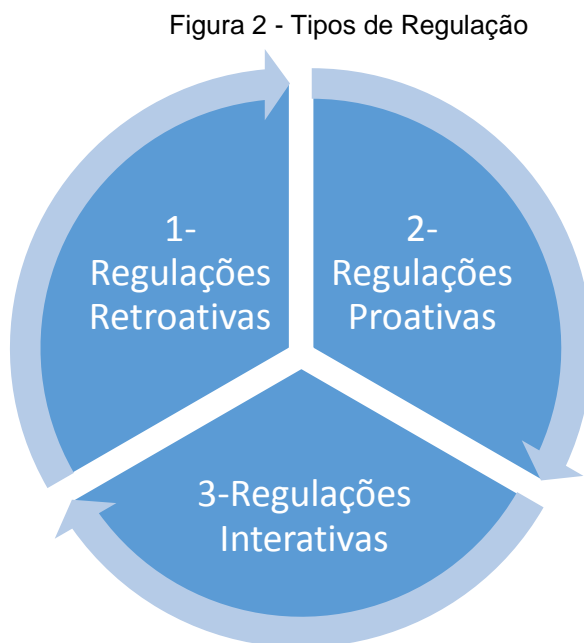 Figura 2 - Tipos de Regulação
1-
Regulações
Retroativas
2-
Regulações
Proativas
3-Regulações
Interativas